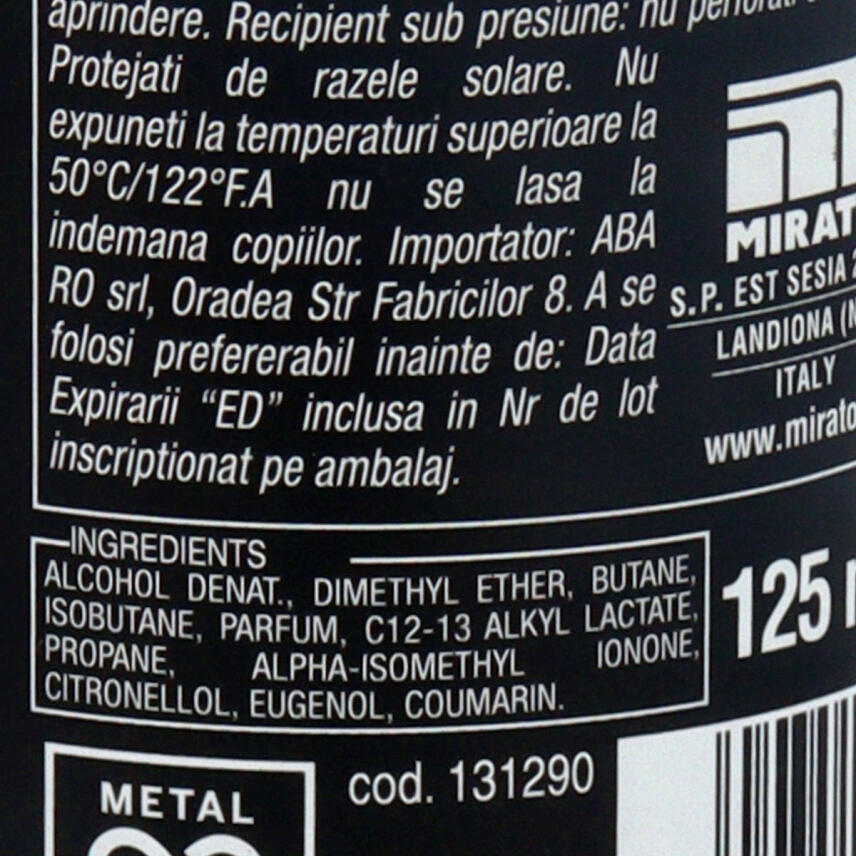 aprindere. Recipient sub presiune: nu
Protejati de razele solare. Nu
expuneti la temperaturi superioare la
50°C/122°F.A nu se lasa la
indemana copiilor. Importator: ABA
RO srl, Oradea Str Fabricilor 8. A se
folosi prefererabil inainte de: Data
Expirarii “ED” inclusa in Nr de lot
inscriptionat pe ambalaj.
MIRAT
S.P. EST SESIA
LANDIONA
ITALY
www.mirato
INGREDIENTS
ALCOHOL DENAT., DIMETHYL ETHER, BUTANE,
ISOBUTANE, PARFUM, C12-13 ALKYL LACTATE,
PROPANE, ALPHA-ISOMETHYL IONONE,
CITRONELLOL, EUGENOL, COUMARIN.
125
cod. 131290
METAL